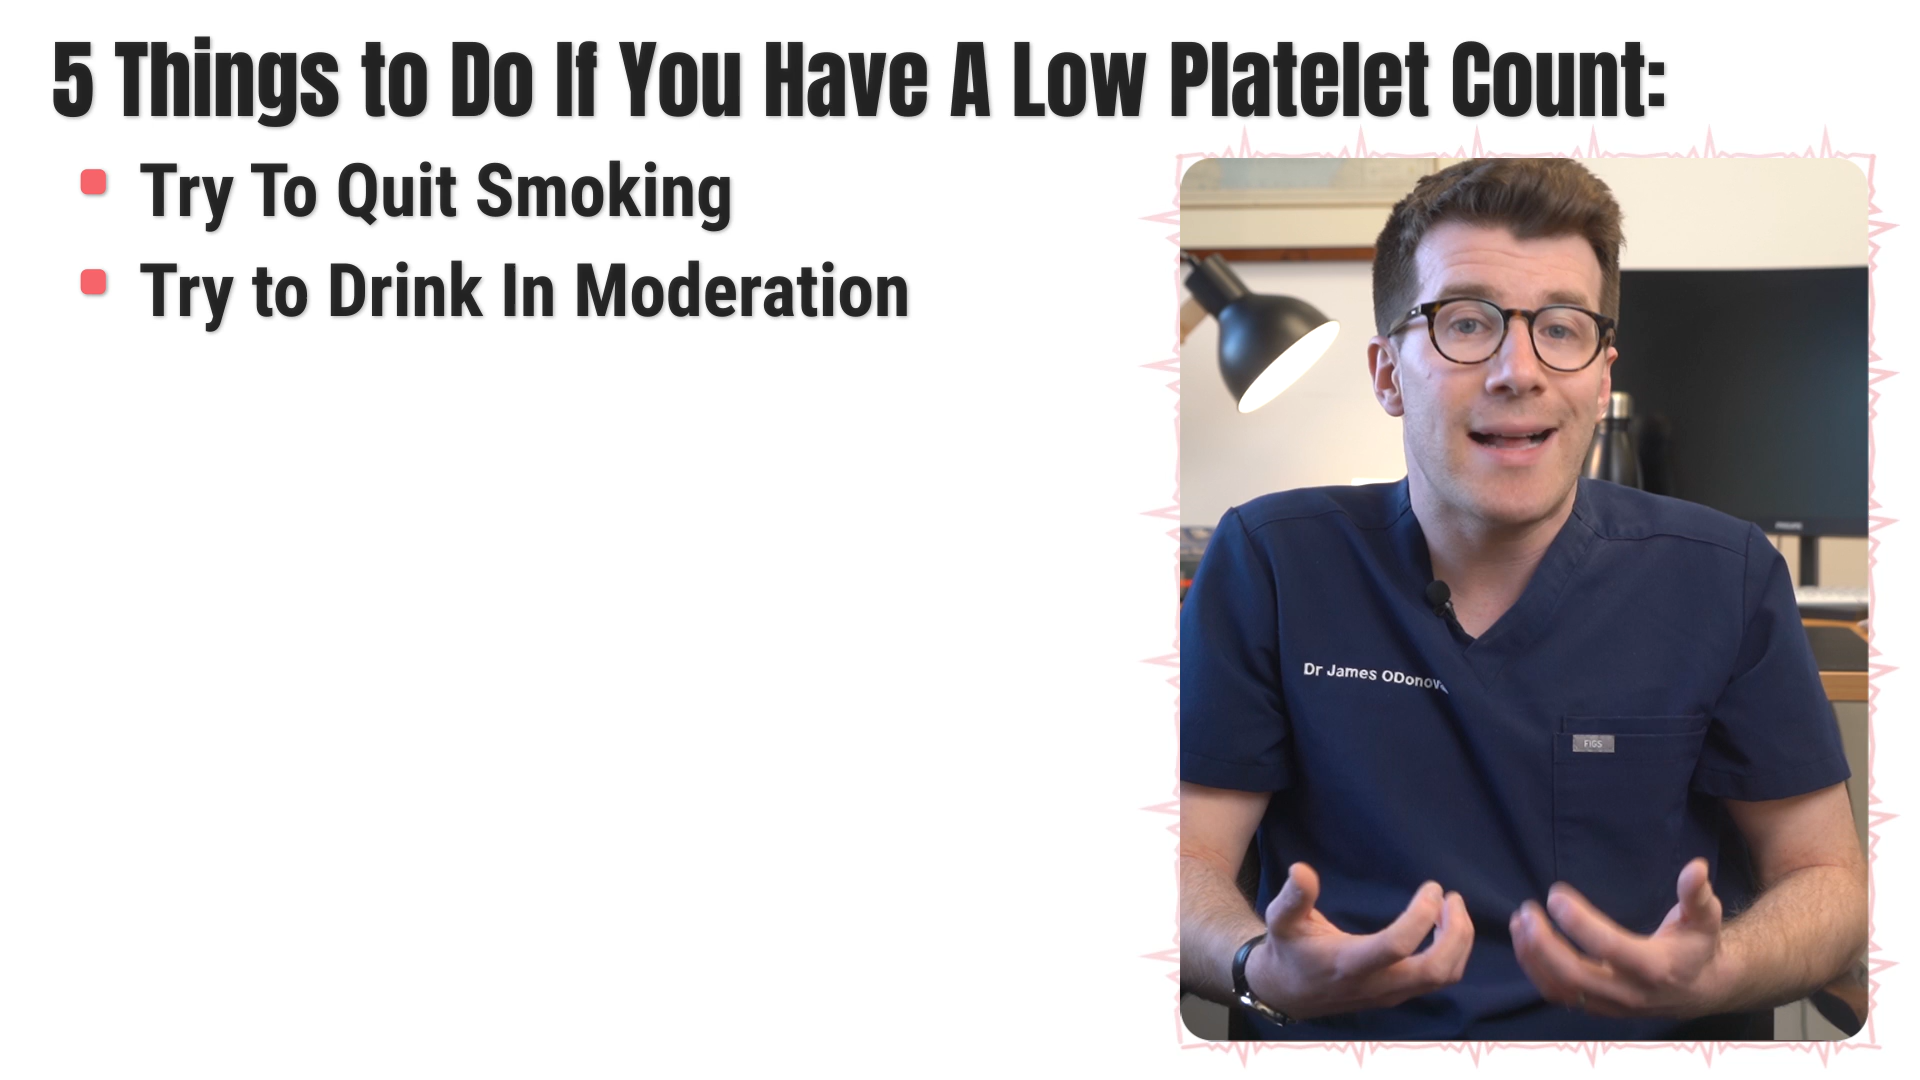 5 Things to Do If You Have A Low Platelet Count:
Try To Quit Smoking
Try to Drink In Moderation
Dr James
FIGS